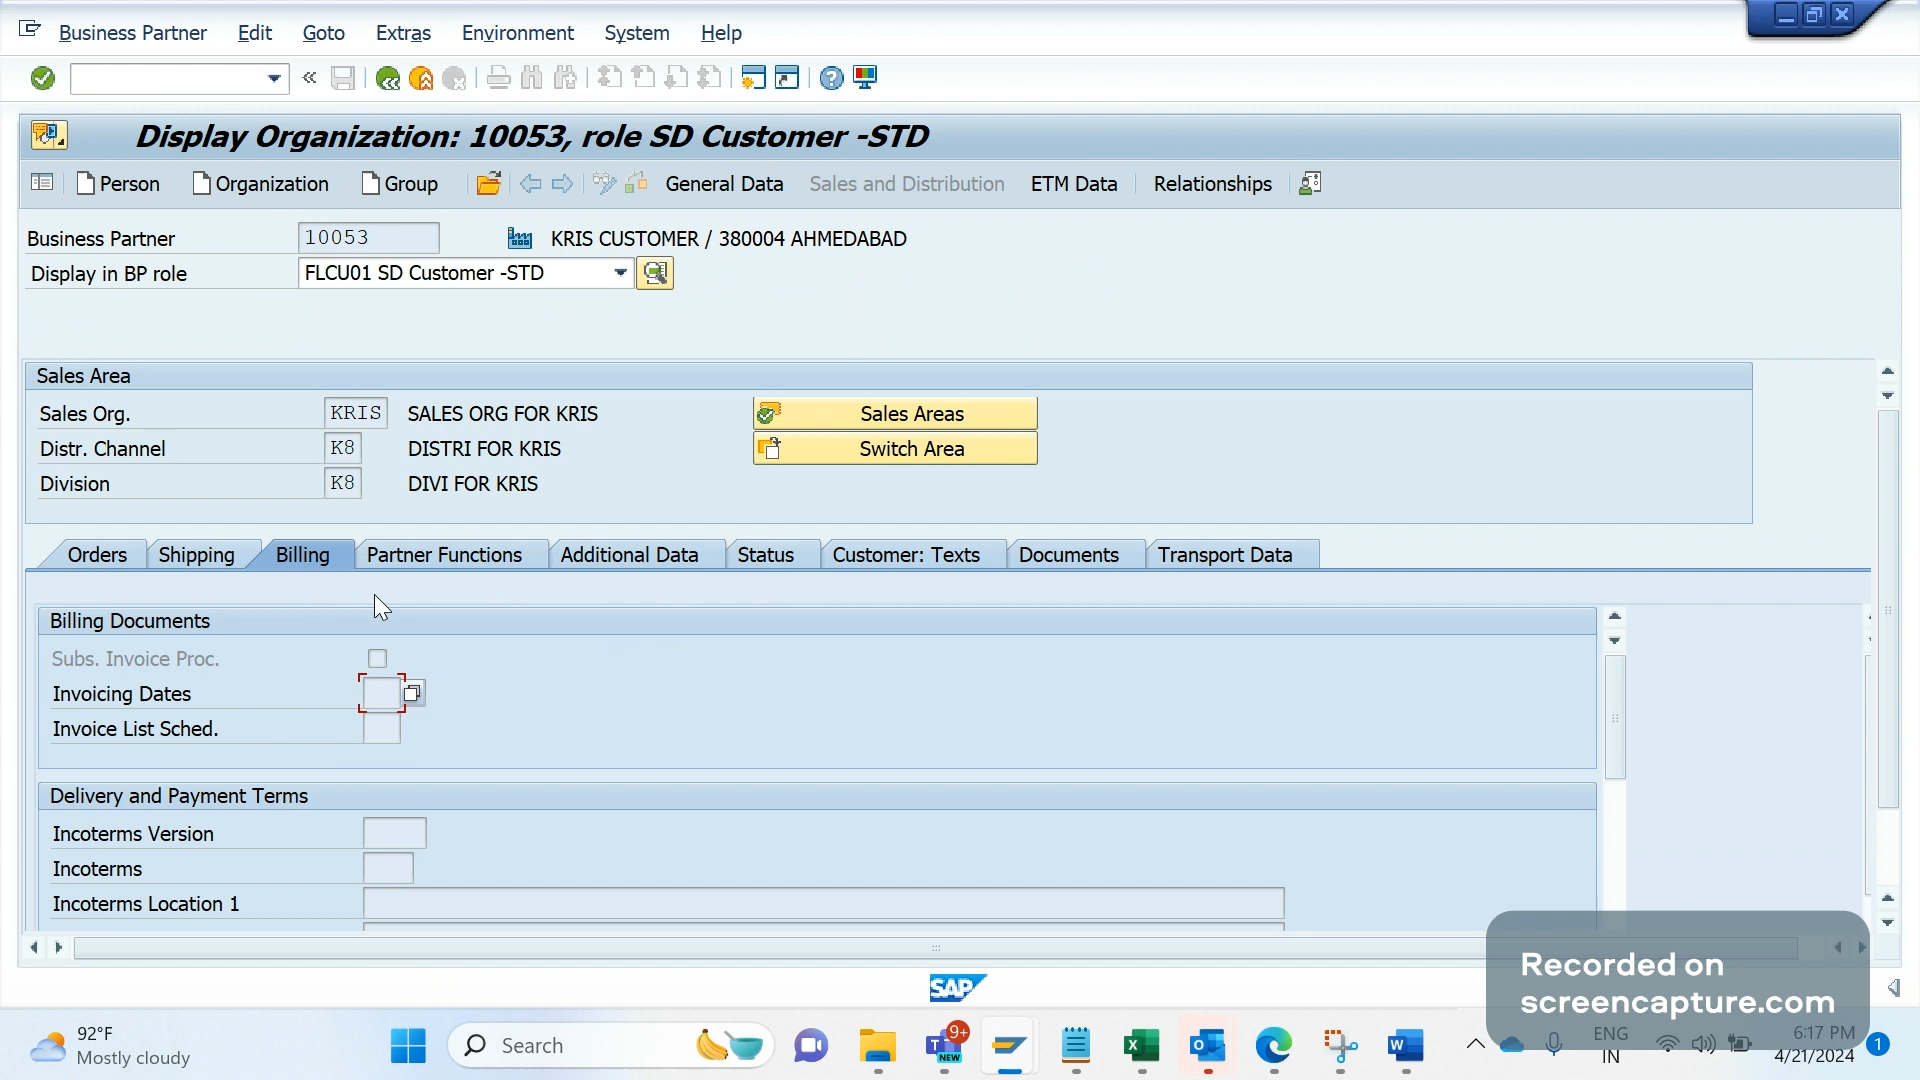 Business Partner Edit Goto Extras Environment System Help
Display Organization: 10053, role SD Customer -STD
Person Organization Group General Data Sales and Distribution ETM Data Relationships
Business Partner 10053 KRIS CUSTOMER / 380004 AHMEDABAD
Display in BP role FLCU01 SD Customer -STD
Sales Area
Sales Org. KRIS SALES ORG FOR KRIS Sales Areas
Distr. Channel K8 DISTRI FOR KRIS Switch Area
Division K8 DIVI FOR KRIS
Orders Shipping Billing Partner Functions Additional Data Status Customer: Texts Documents Transport Data
Billing Documents
Subs. Invoice Proc.
Invoicing Dates
Invoice List Sched.
Delivery and Payment Terms
Incoterms Version
Incoterms
Incoterms Location 1
Recorded on
screencapture.com
SAP
92°F
Mostly cloudy
Search
9+
T
NEW
X
O
W
ENG
IN
6:17 PM
4/21/2024
1